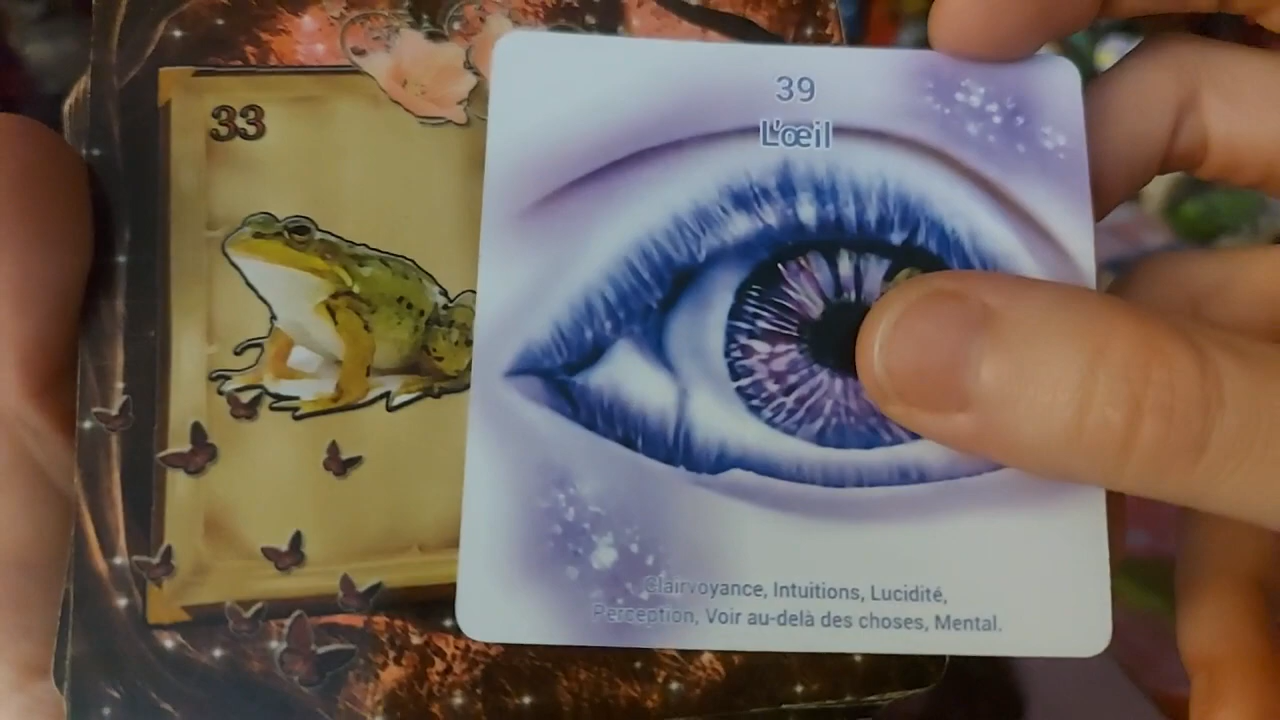 33
39
L'œil
Clairvoyance, Intuitions, Lucidité,
Perception, Voir au-delà des choses, Mental.